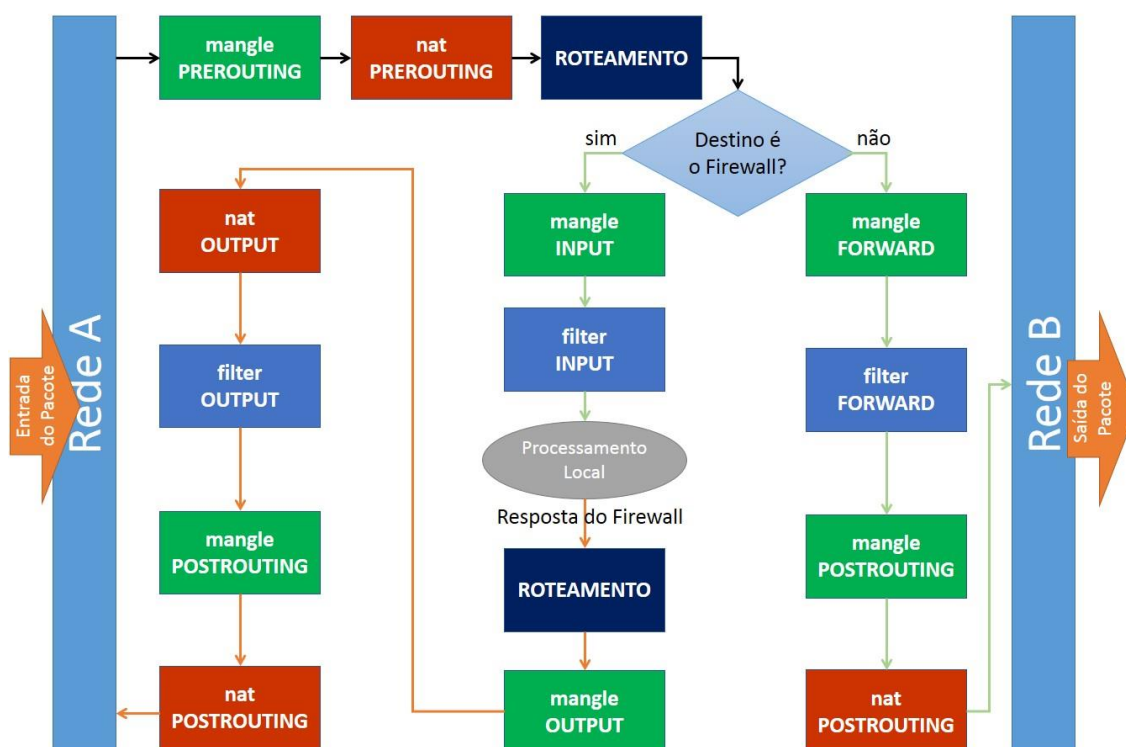 Rede A
Entrada
do Pacote
mangle
PREROUTING
nat
PREROUTING
ROTEAMENTO
Destino é
o Firewall?
sim
não
mangle
INPUT
filter
INPUT
Processamento
Local
Resposta do Firewall
ROTEAMENTO
mangle
OUTPUT
nat
OUTPUT
filter
OUTPUT
mangle
POSTROUTING
nat
POSTROUTING
mangle
FORWARD
filter
FORWARD
mangle
POSTROUTING
nat
POSTROUTING
Rede B
Saída do
Pacote